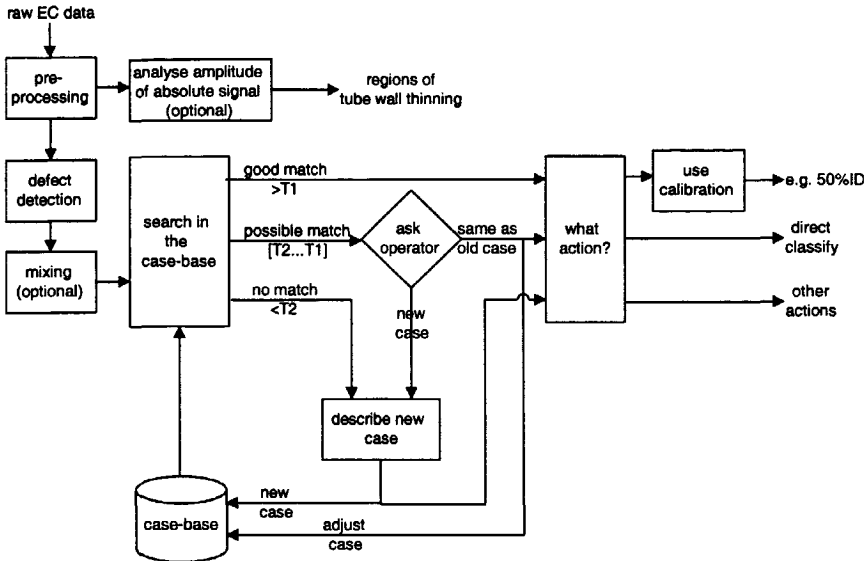 raw EC data
pre-
processing
analyse amplitude
of absolute signal
(optional)
regions of
tube wall thinning
defect
detection
mixing
(optional)
search in
the
case-base
good match
>T1
possible match
[T2...T1]
no match
<T2
ask
operator
same as
old case
new
case
what
action?
use
calibration
e.g. 50%ID
direct
classify
other
actions
describe new
case
new
case
adjust
case
case-base